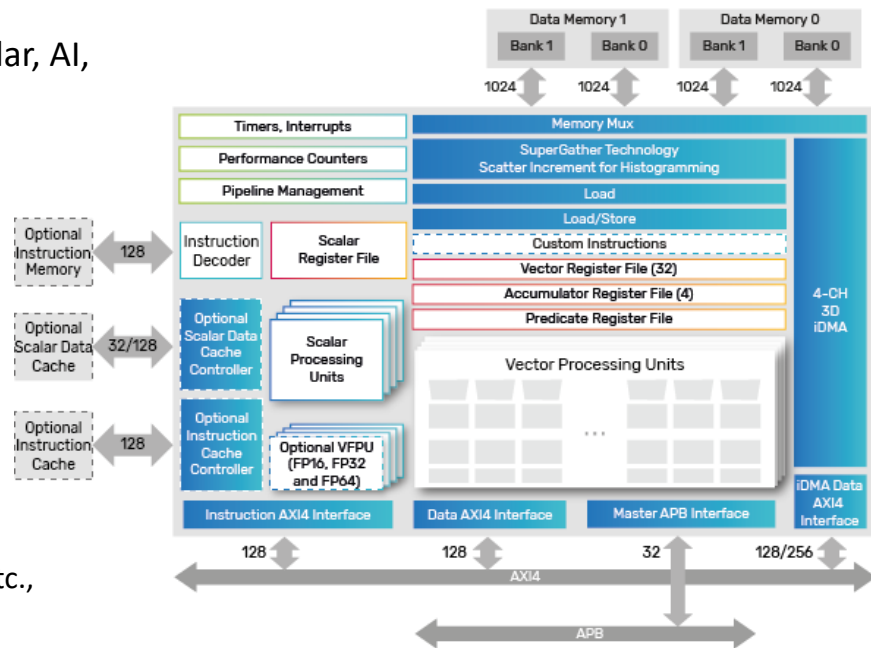 dar, AI,
tc.,
Data Memory 1
Data Memory 0
Bank 1
Bank 0
Bank 1
Bank 0
1024
1024
1024
1024
Timers, Interrupts
Performance Counters
Pipeline Management
Memory Mux
SuperGather Technology
Scatter Increment for Histogramming
Load
Load/Store
Custom Instructions
Vector Register File (32)
Accumulator Register File (4)
Predicate Register File
4-CH
3D
iDMA
Optional
Instruction
Memory
128
Instruction
Decoder
Scalar
Register File
Optional
Scalar Data
Cache
32/128
Optional
Scalar Data
Cache
Controller
Scalar
Processing
Units
Vector Processing Units
...
Optional
Instruction
Cache
128
Optional
Instruction
Cache
Controller
Optional VFPU
(FP16, FP32
and FP64)
Instruction AXI4 Interface
Data AXI4 Interface
Master APB Interface
iDMA Data
AXI4
Interface
128
128
32
128/256
AXI4
APB